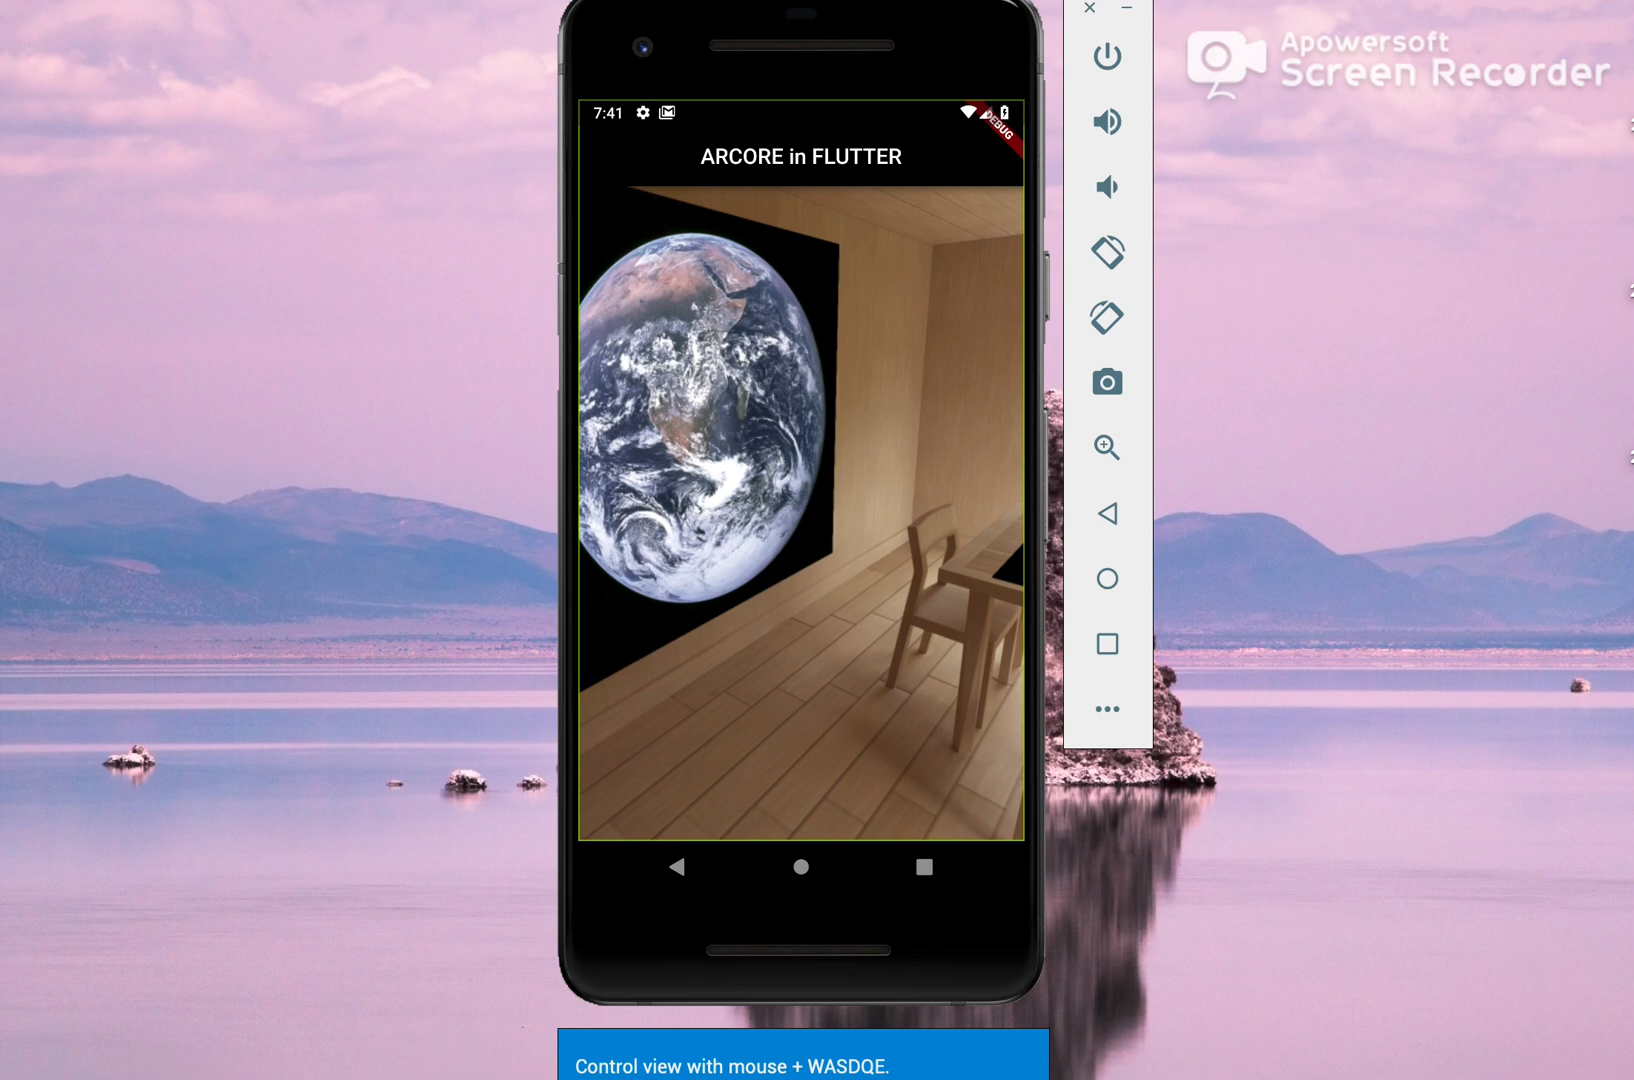 Apowersoft
Screen Recorder
7:41
DEBUG
ARCORE in FLUTTER
Control view with mouse + WASDQE.